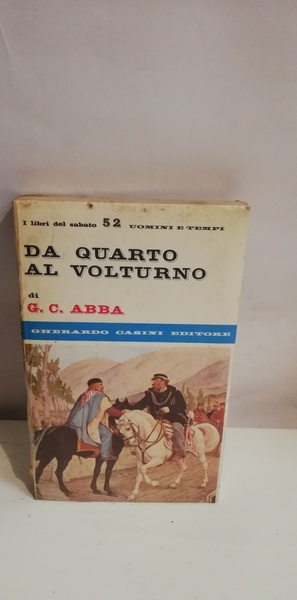 I libri del sabato 52 UOMINI E TEMPI
DA QUARTO
AL VOLTURNO
di
G. C. ABBA
GHERARDO CASINI EDITORE